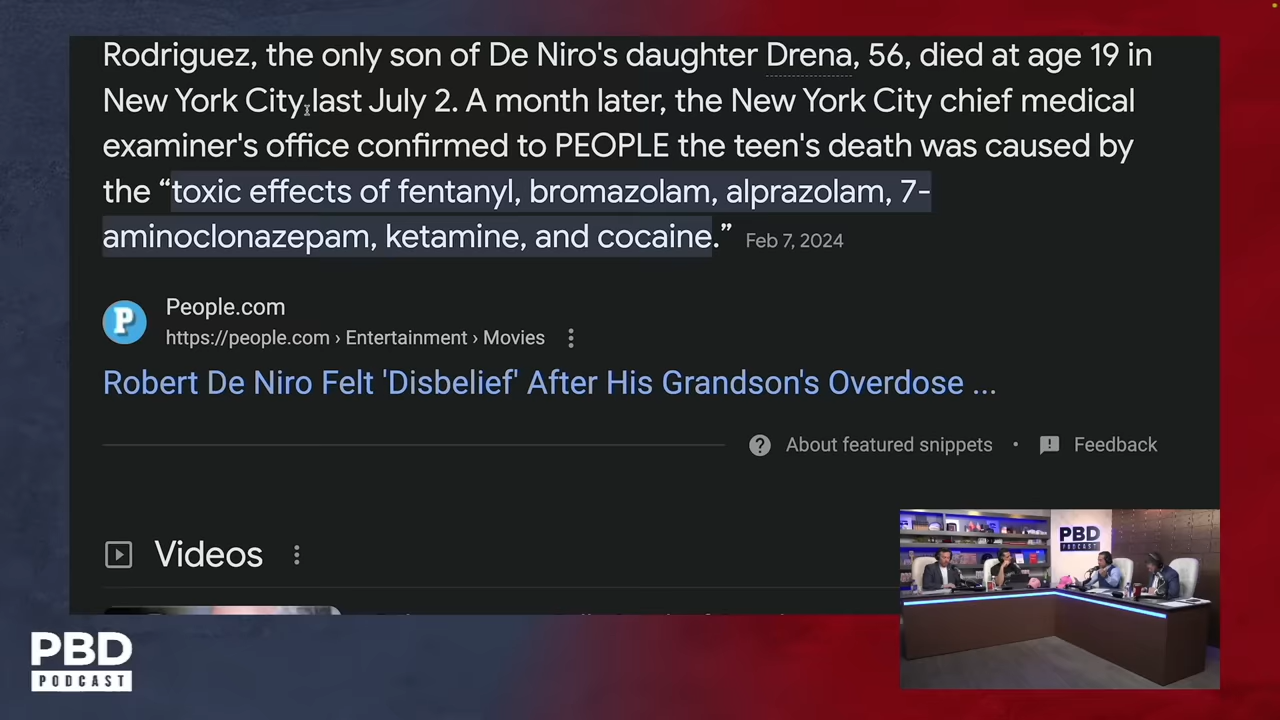 Rodriguez, the only son of De Niro's daughter Drena, 56, died at age 19 in
New York City, last July 2. A month later, the New York City chief medical
examiner's office confirmed to PEOPLE the teen's death was caused by
the “toxic effects of fentanyl, bromazolam, alprazolam, 7-
aminoclonazepam, ketamine, and cocaine.” Feb 7, 2024
P
People.com
https://people.com › Entertainment › Movies
Robert De Niro Felt 'Disbelief' After His Grandson's Overdose ...
About featured snippets · Feedback
Videos
PBD
PODCAST
PBD
PODCAST